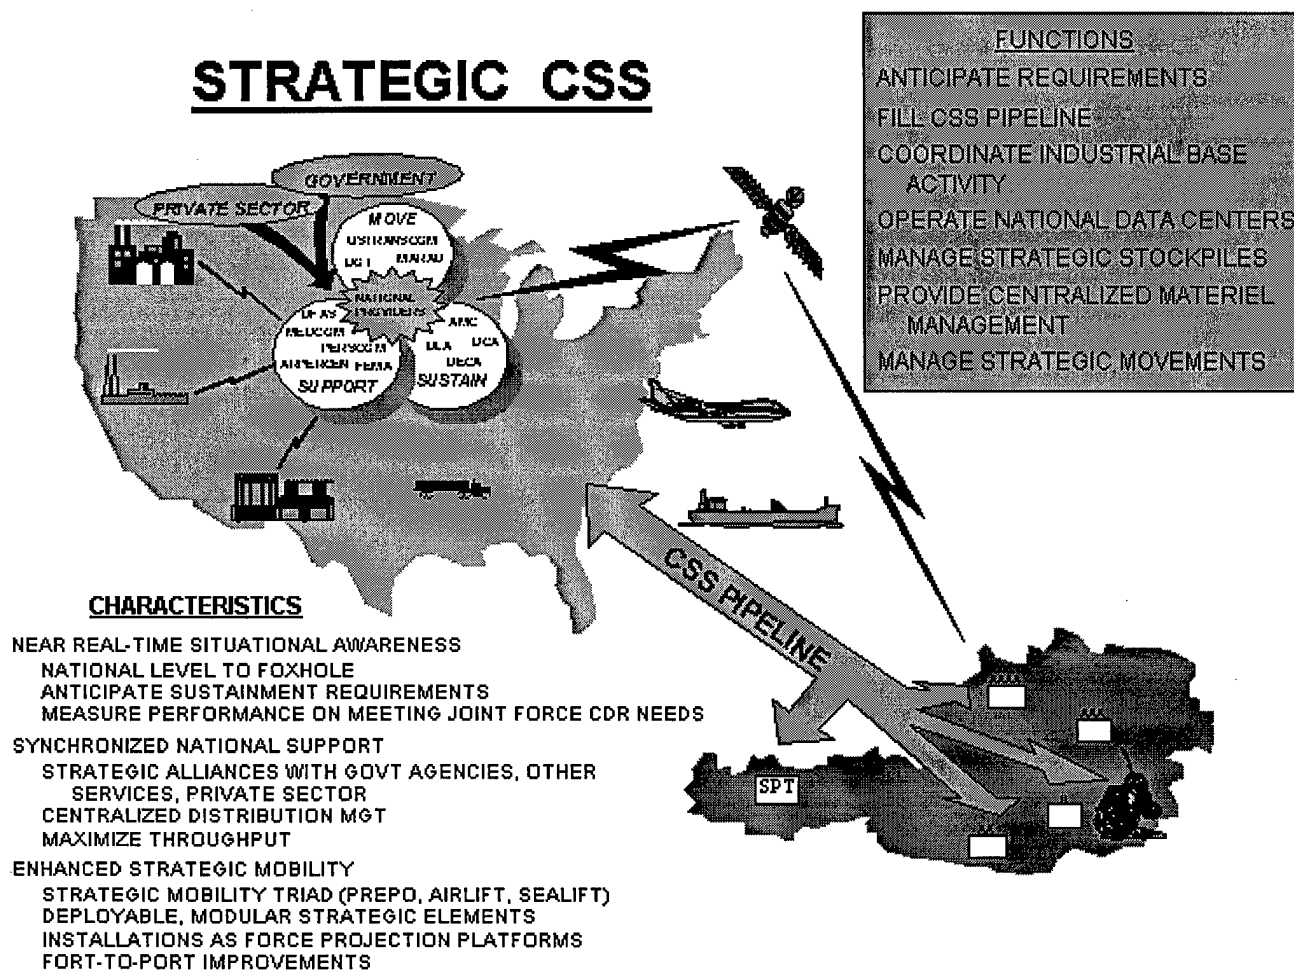 STRATEGIC CSS
FUNCTIONS
ANTICIPATE REQUIREMENTS
FILL CSS PIPELINE
COORDINATE INDUSTRIAL BASE
ACTIVITY
OPERATE NATIONAL DATA CENTERS
MANAGE STRATEGIC STOCKPILES
PROVIDE CENTRALIZED MATERIEL
MANAGEMENT
MANAGE STRATEGIC MOVEMENTS
GOVERNMENT
PRIVATE SECTOR
MOVE
USTRANSCOM
MARAD
NATIONAL
PROVIDERS
DFAS
MEDCOM
PERSCOM
ARPERCEN FEMA
SUPPORT
AMC
DLA
DECA
SUSTAIN
CSS PIPELINE
SPT
CHARACTERISTICS
NEAR REAL-TIME SITUATIONAL AWARENESS
NATIONAL LEVEL TO FOXHOLE
ANTICIPATE SUSTAINMENT REQUIREMENTS
MEASURE PERFORMANCE ON MEETING JOINT FORCE CDR NEEDS
SYNCHRONIZED NATIONAL SUPPORT
STRATEGIC ALLIANCES WITH GOVT AGENCIES, OTHER
SERVICES, PRIVATE SECTOR
CENTRALIZED DISTRIBUTION MGT
MAXIMIZE THROUGHPUT
ENHANCED STRATEGIC MOBILITY
STRATEGIC MOBILITY TRIAD (PREPO, AIRLIFT, SEALIFT)
DEPLOYABLE, MODULAR STRATEGIC ELEMENTS
INSTALLATIONS AS FORCE PROJECTION PLATFORMS
FORT-TO-PORT IMPROVEMENTS